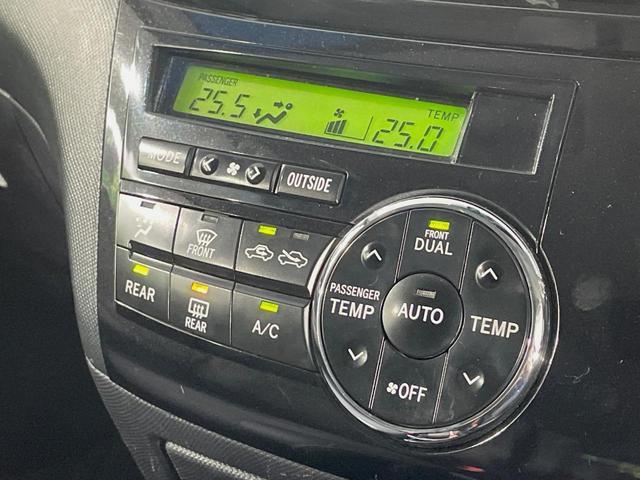 PASSENGER
25.5
TEMP
25.0
MODE
OUTSIDE
FRONT
REAR
REAR
A/C
FRONT
DUAL
PASSENGER
TEMP
AUTO
TEMP
OFF